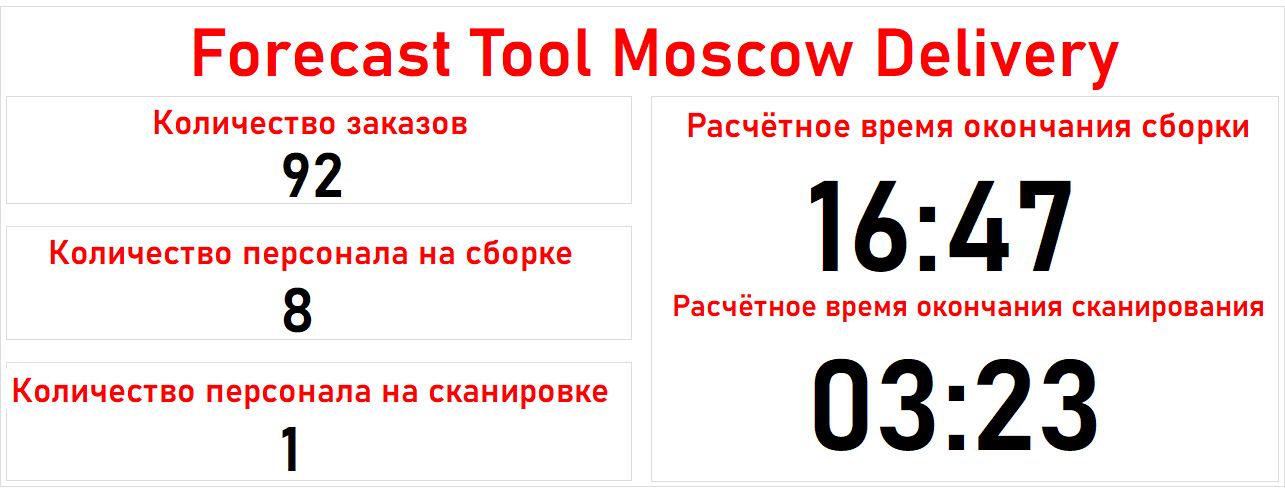 Forecast Tool Moscow Delivery
Количество заказов
92
Количество персонала на сборке
8
Количество персонала на сканировке
1
Расчётное время окончания сборки
16:47
Расчётное время окончания сканирования
03:23